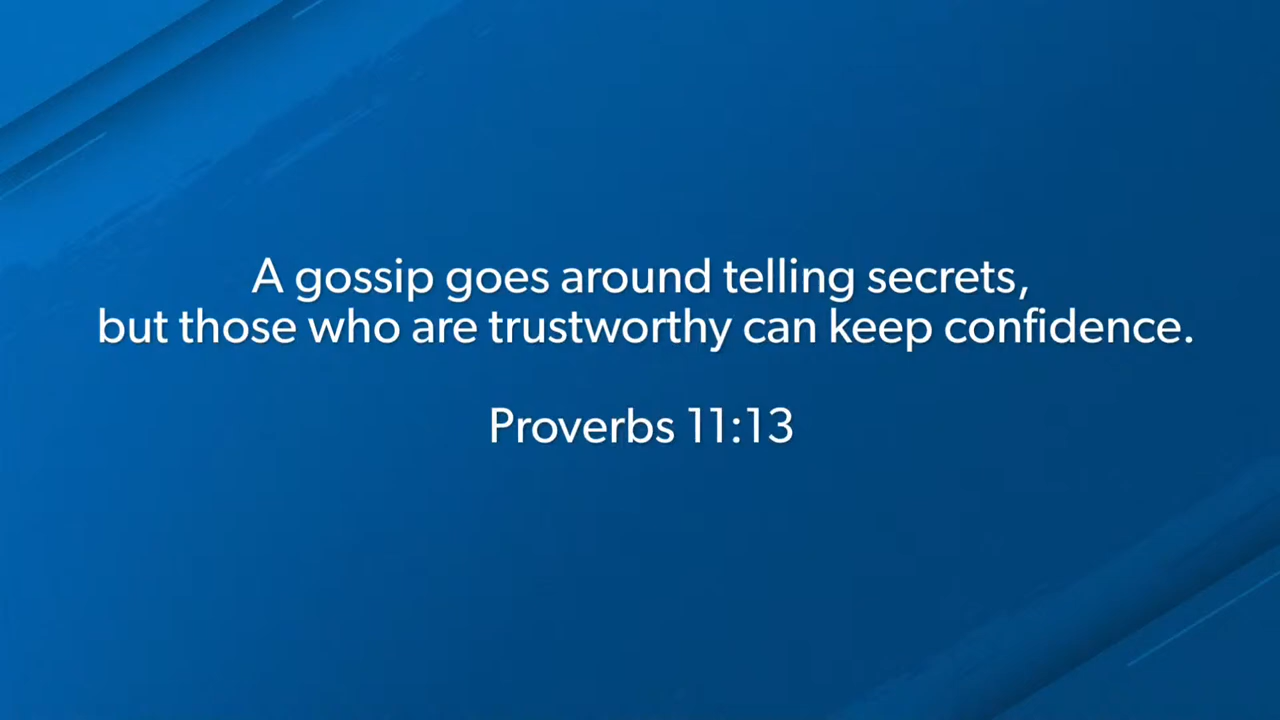 A gossip goes around telling secrets,
but those who are trustworthy can keep confidence.
Proverbs 11:13